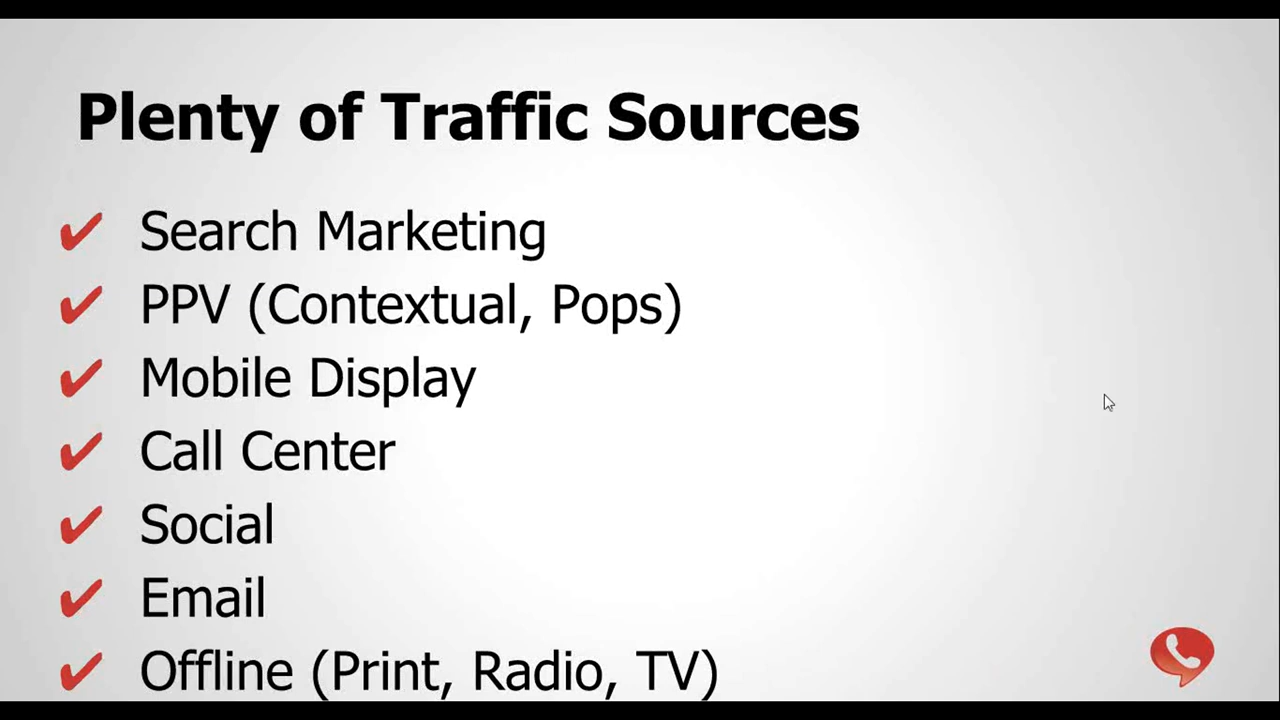 Plenty of Traffic Sources
Search Marketing
PPV (Contextual, Pops)
Mobile Display
Call Center
Social
Email
Offline (Print, Radio, TV)